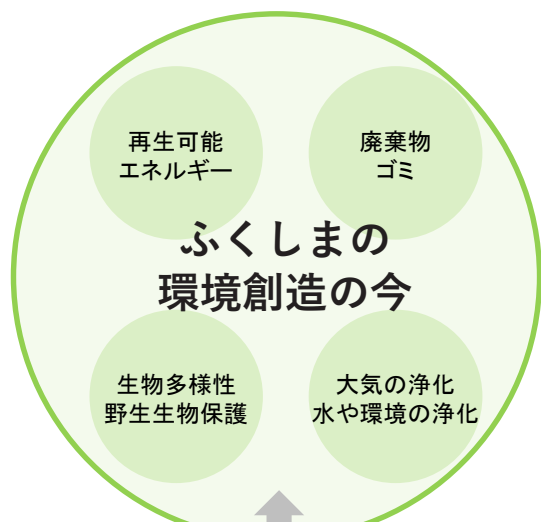 再生可能
エネルギー
廃棄物
ゴミ
ふくしまの
環境創造の今
生物多様性
野生生物保護
大気の浄化
水や環境の浄化